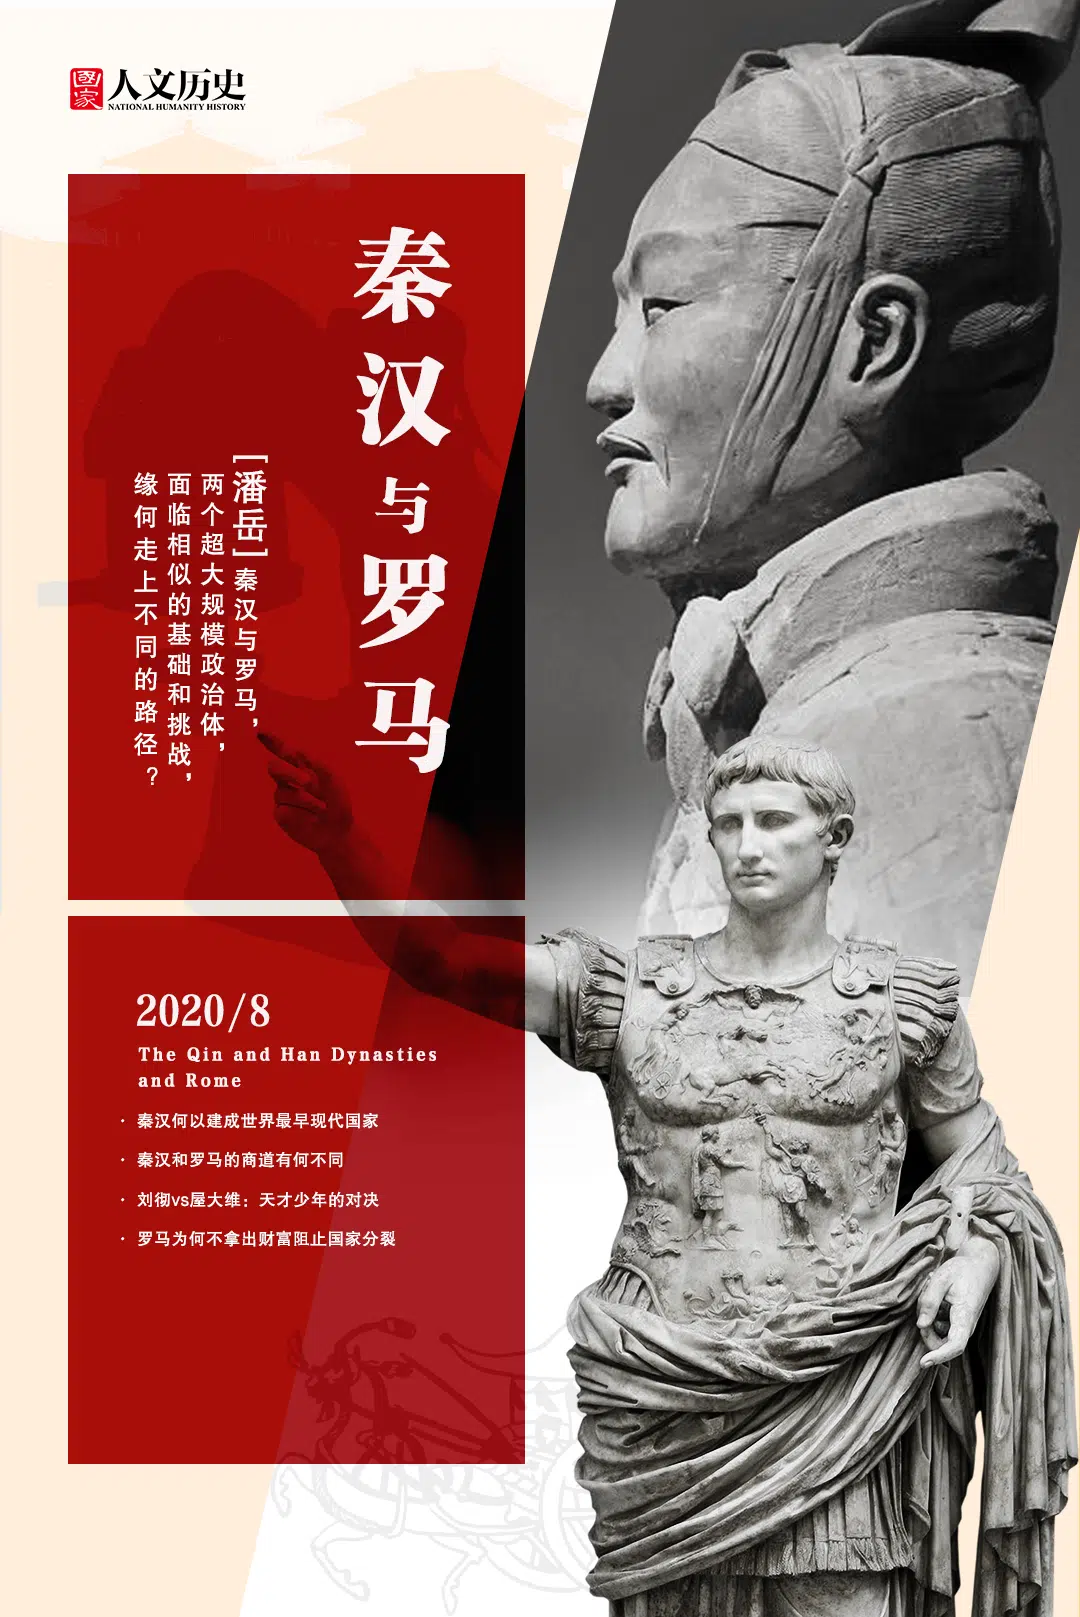 國家
人文历史
NATIONAL HUMANITY HISTORY
秦汉与罗马
[潘岳]秦汉与罗马，
两个超大规模政治体，
面临相似的基础和挑战，
缘何走上不同的路径？
2020/8
The Qin and Han Dynasties
and Rome
· 秦汉何以建成世界最早现代国家
· 秦汉和罗马的商道有何不同
· 刘彻vs屋大维：天才少年的对决
· 罗马为何不拿出财富阻止国家分裂